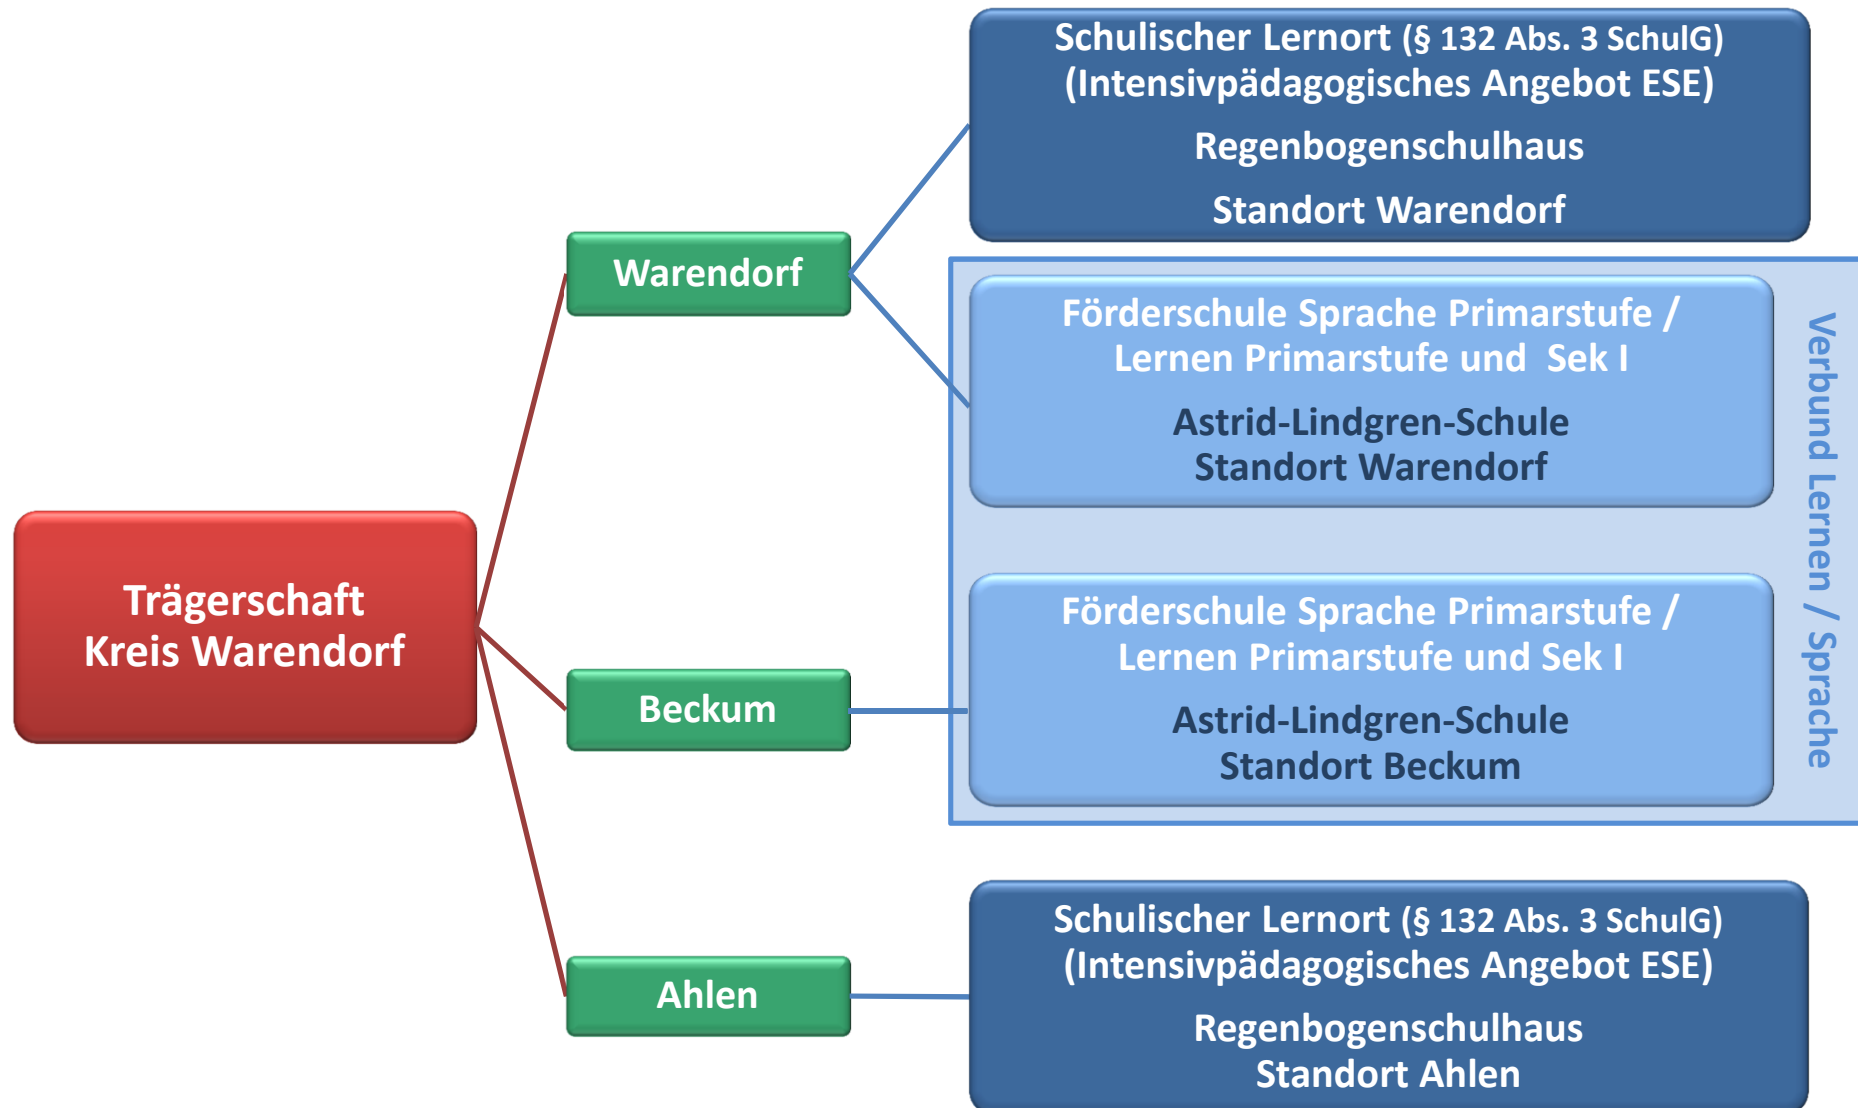 Trägerschaft
Kreis Warendorf
Warendorf
Beckum
Ahlen
Schulischer Lernort (§ 132 Abs. 3 SchulG)
(Intensivpädagogisches Angebot ESE)
Regenbogenschulhaus
Standort Warendorf
Förderschule Sprache Primarstufe /
Lernen Primarstufe und Sek I
Astrid-Lindgren-Schule
Standort Warendorf
Förderschule Sprache Primarstufe /
Lernen Primarstufe und Sek I
Astrid-Lindgren-Schule
Standort Beckum
Verbund Lernen / Sprache
Schulischer Lernort (§ 132 Abs. 3 SchulG)
(Intensivpädagogisches Angebot ESE)
Regenbogenschulhaus
Standort Ahlen